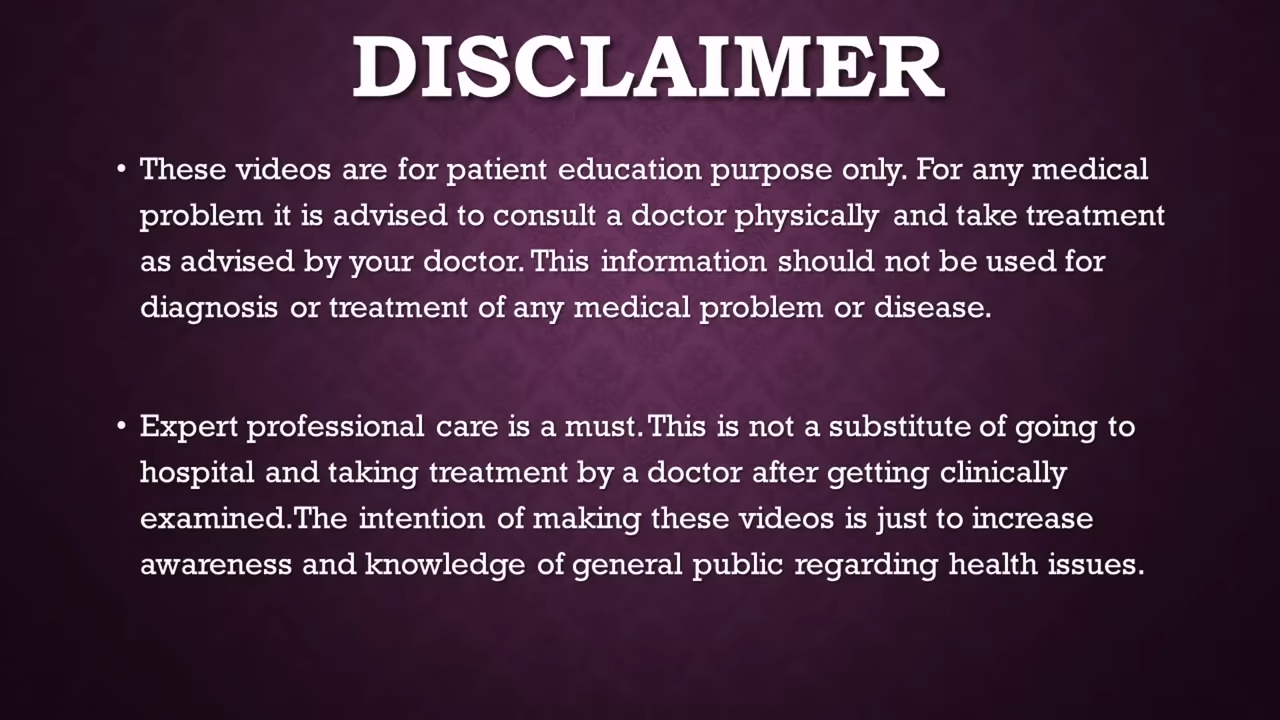 DISCLAIMER
• These videos are for patient education purpose only. For any medical
problem it is advised to consult a doctor physically and take treatment
as advised by your doctor. This information should not be used for
diagnosis or treatment of any medical problem or disease.
• Expert professional care is a must. This is not a substitute of going to
hospital and taking treatment by a doctor after getting clinically
examined.The intention of making these videos is just to increase
awareness and knowledge of general public regarding health issues.